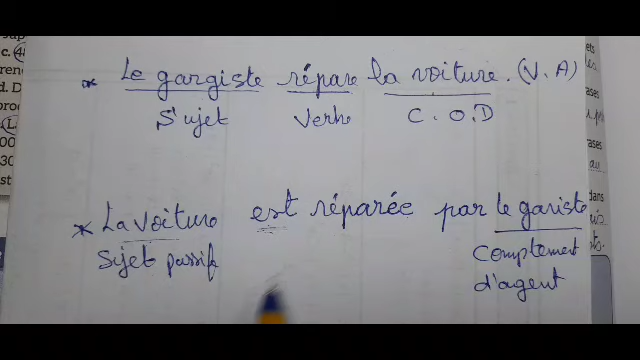 * Le gargiste répare la voiture. (V.A)
Sujet Verbe C.O.D
* La voiture est réparée par le gariste
Sujet passif complement
d'agent